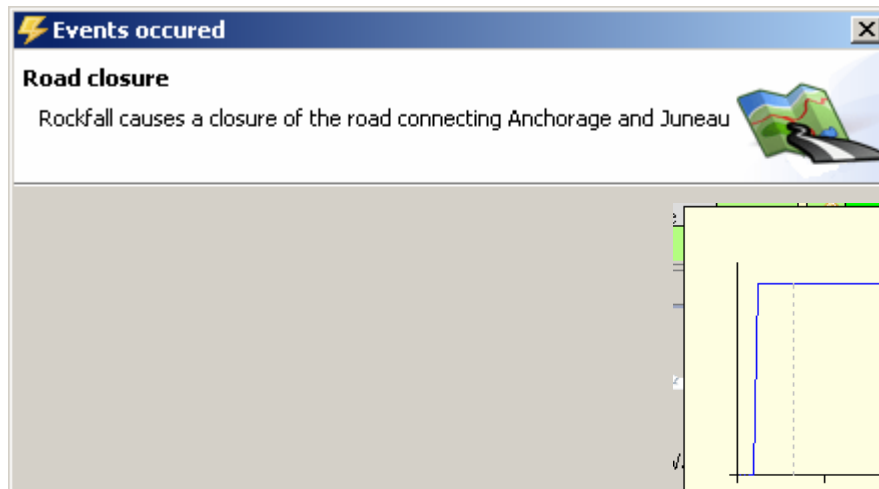 Events occured
Road closure
Rockfall causes a closure of the road connecting Anchorage and Juneau